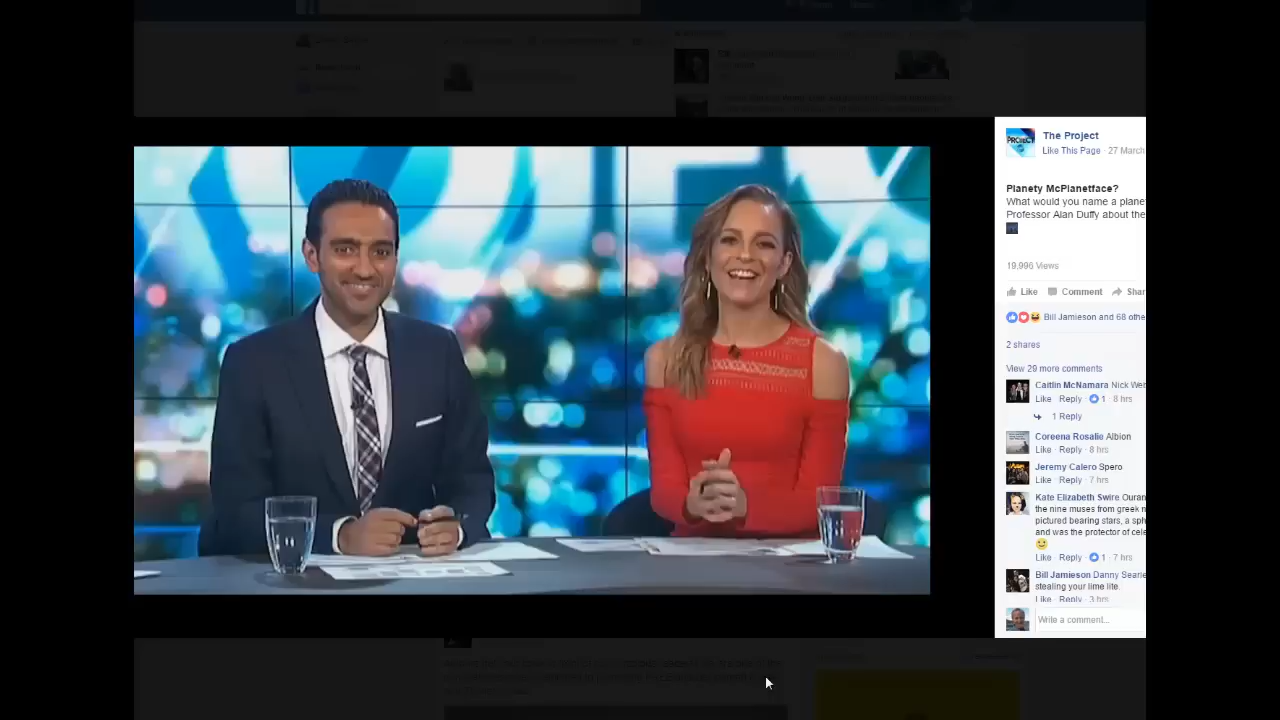 The Project
Like This Page · 27 March
Planety McPlanetface?
What would you name a plane
Professor Alan Duffy about the
19,996 Views
Like Comment Shar
Bill Jamieson and 68 othe
2 shares
View 29 more comments
Caitlin McNamara Nick We
Like · Reply · 1 · 8 hrs
1 Reply
Coreena Rosalie Albion
Like · Reply · 8 hrs
Jeremy Calero Spero
Like · Reply · 7 hrs
Kate Elizabeth Swire Ouran
the nine muses from greek m
pictured bearing stars, a sph
and was the protector of cele
Like · Reply · 1 · 7 hrs
Bill Jamieson Danny Searle
stealing your lime lite.
Like · Reply · 3 hrs
Write a comment...